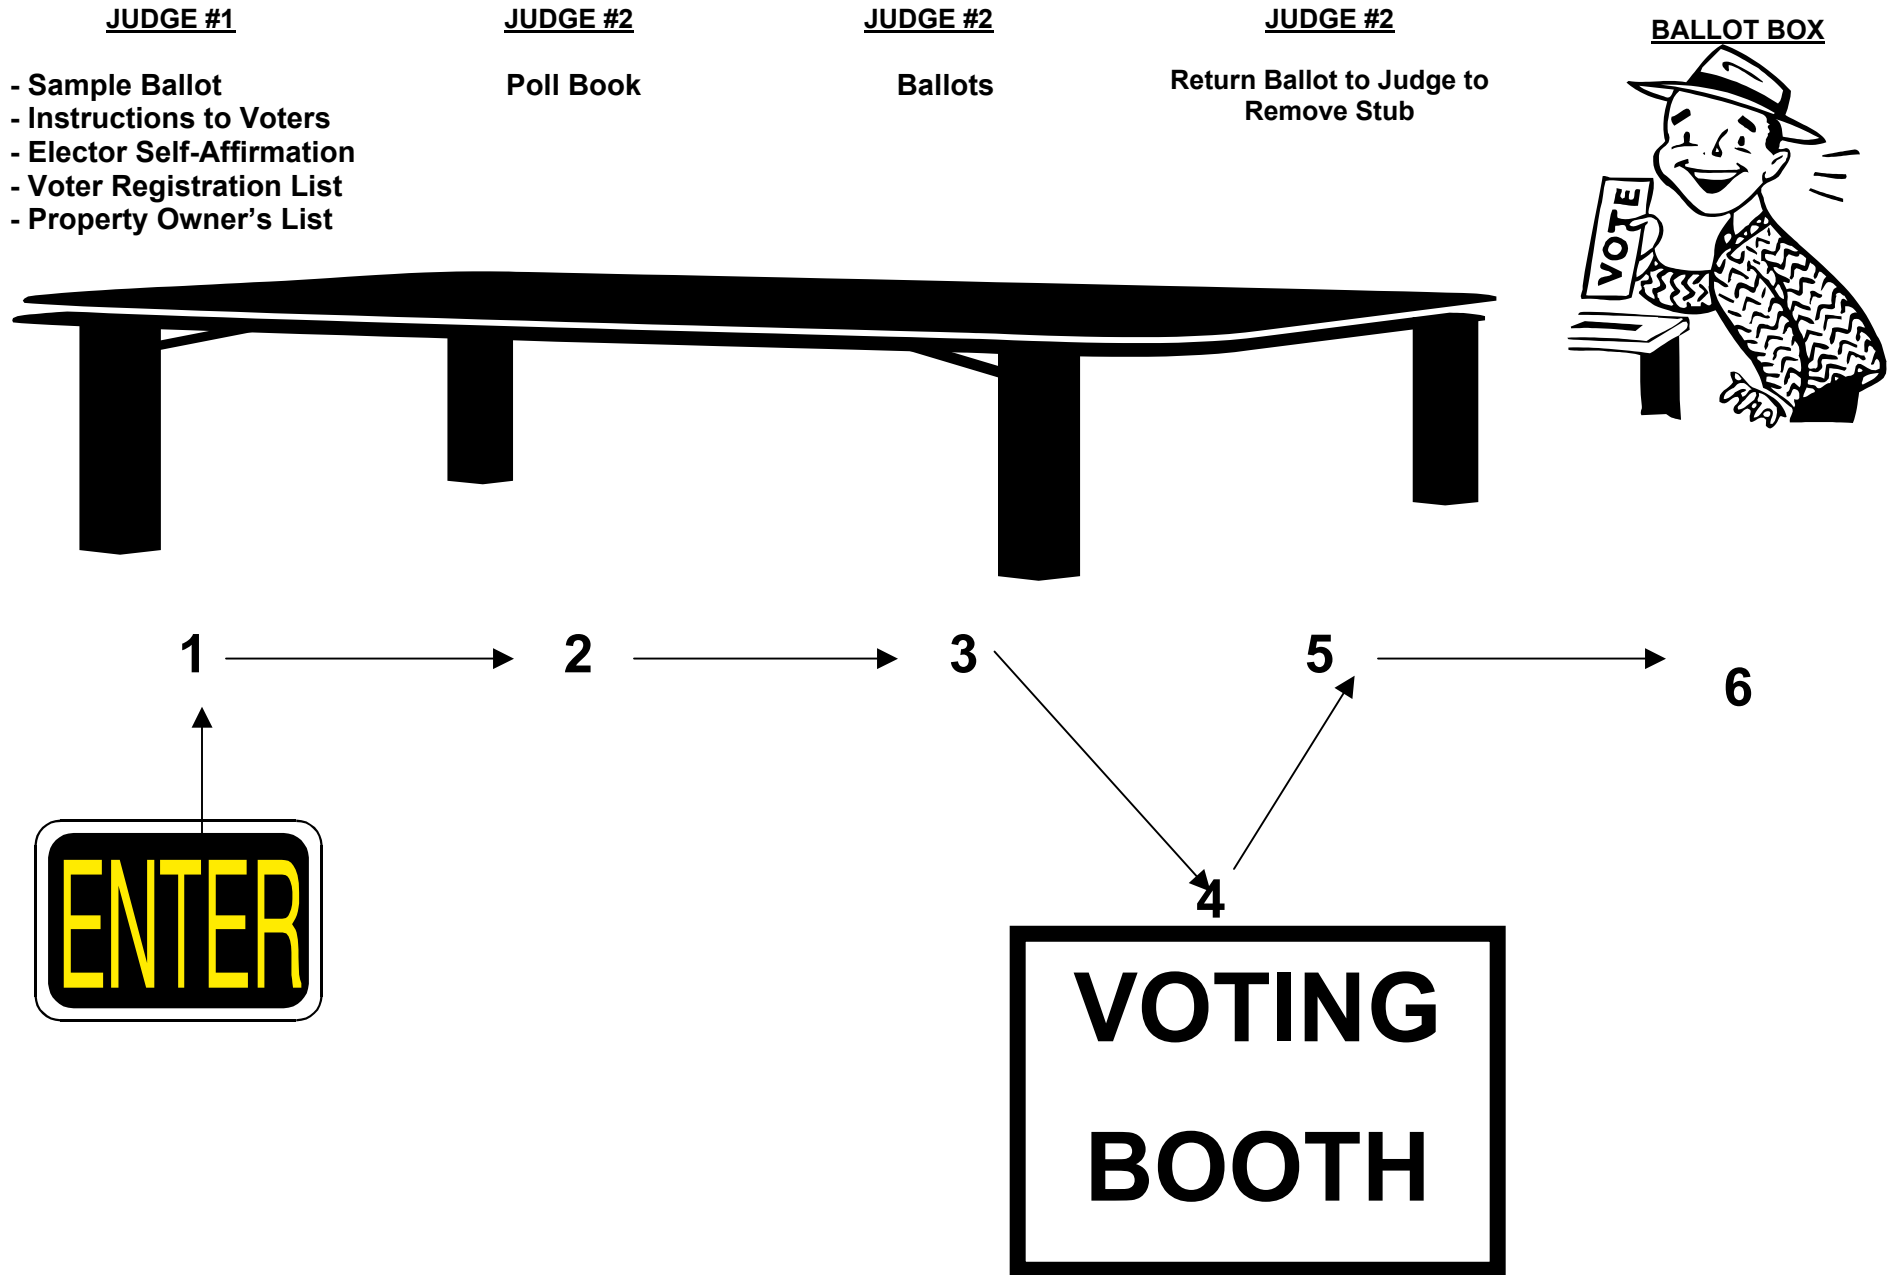 JUDGE #1
- Sample Ballot
- Instructions to Voters
- Elector Self-Affirmation
- Voter Registration List
- Property Owner’s List
JUDGE #2
Poll Book
JUDGE #2
Ballots
JUDGE #2
Return Ballot to Judge to
Remove Stub
BALLOT BOX
VOTE
1
2
3
5
6
4
ENTER
VOTING
BOOTH